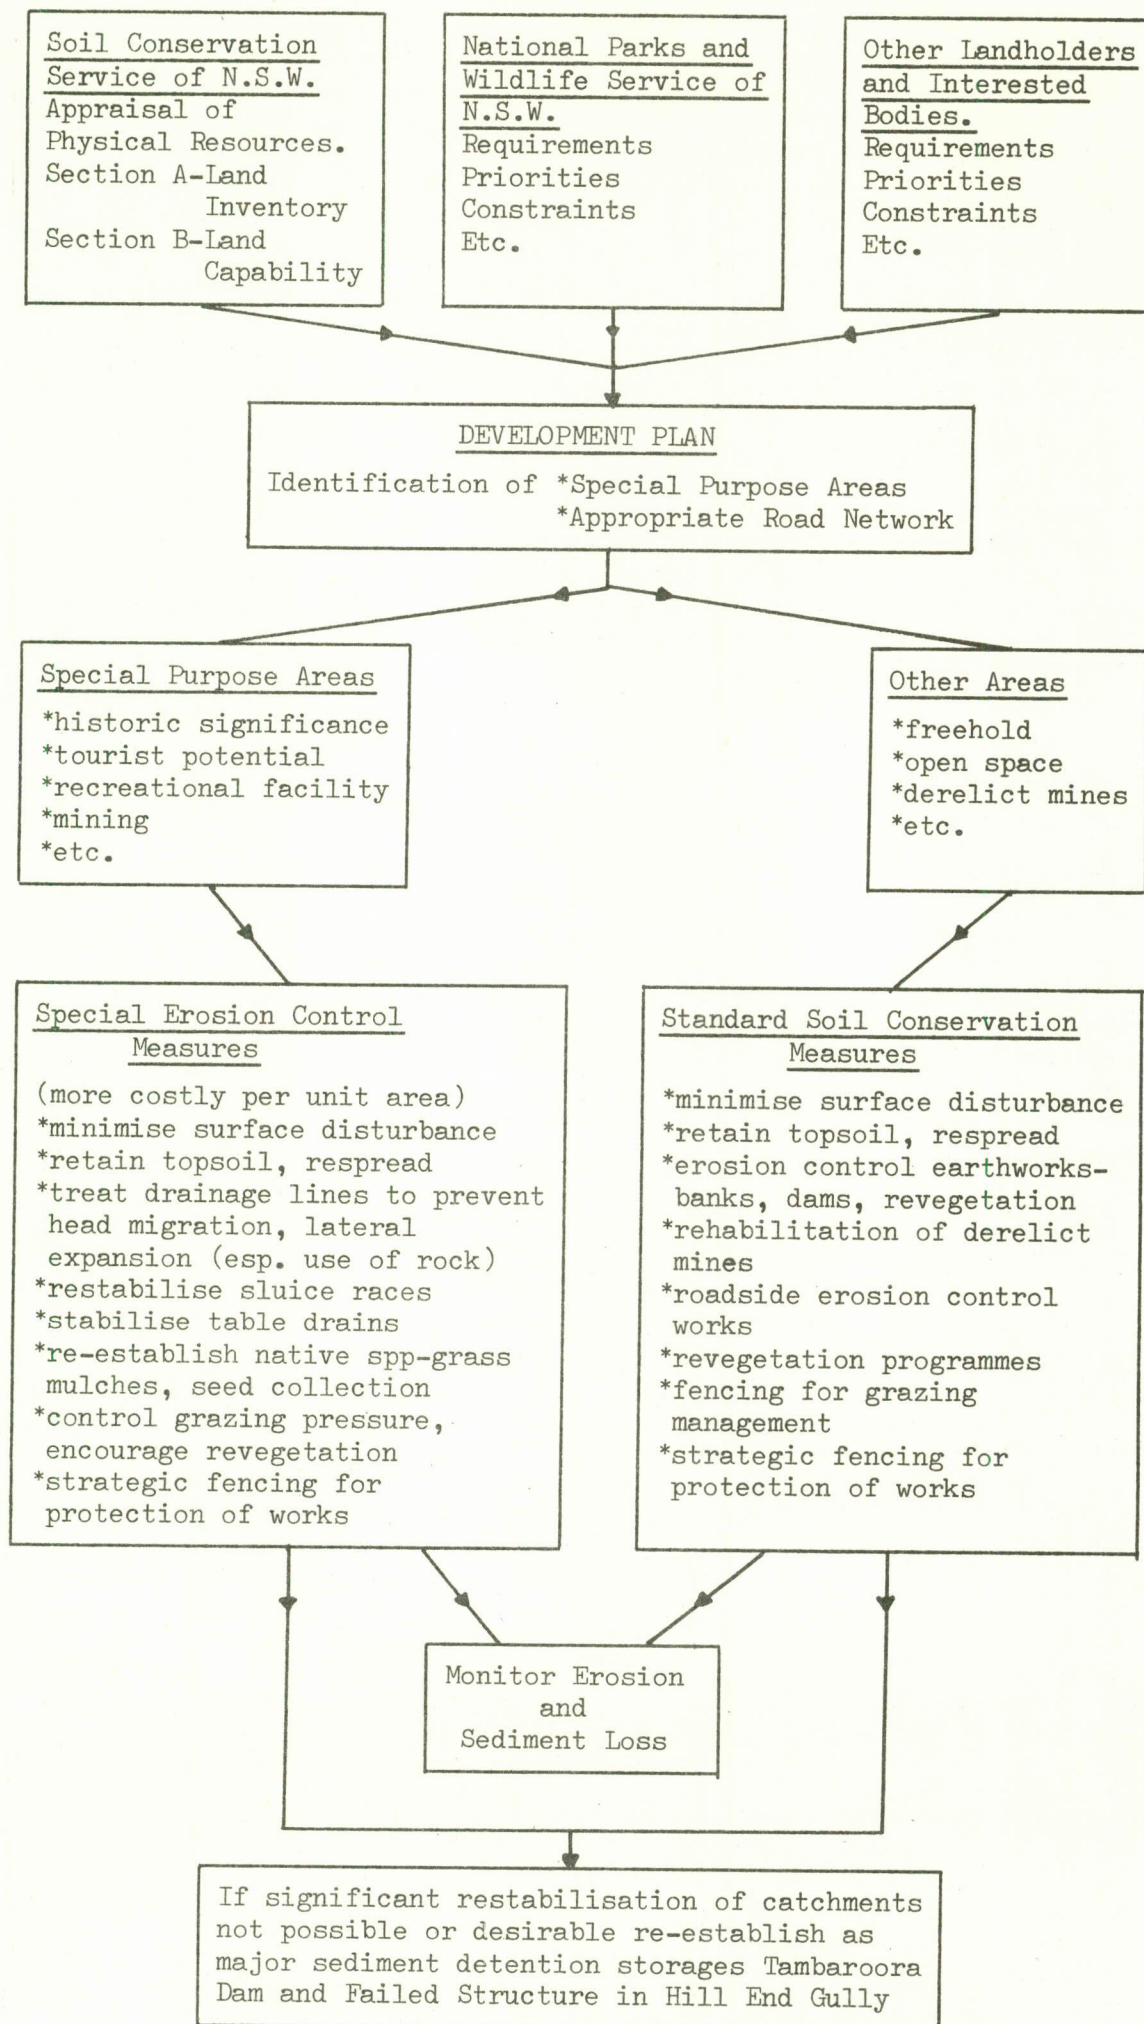 Soil Conservation
Service of N.S.W.
Appraisal of
Physical Resources.
Section A-Land
Inventory
Section B-Land
Capability
National Parks and
Wildlife Service of
N.S.W.
Requirements
Priorities
Constraints
Etc.
Other Landholders
and Interested
Bodies.
Requirements
Priorities
Constraints
Etc.
DEVELOPMENT PLAN
Identification of *Special Purpose Areas
*Appropriate Road Network
Special Purpose Areas
*historic significance
*tourist potential
*recreational facility
*mining
*etc.
Other Areas
*freehold
*open space
*derelict mines
*etc.
Special Erosion Control
Measures
(more costly per unit area)
*minimise surface disturbance
*retain topsoil, respread
*treat drainage lines to prevent
head migration, lateral
expansion (esp. use of rock)
*restabilise sluice races
*stabilise table drains
*re-establish native spp-grass
mulches, seed collection
*control grazing pressure,
encourage revegetation
*strategic fencing for
protection of works
Standard Soil Conservation
Measures
*minimise surface disturbance
*retain topsoil, respread
*erosion control earthworks-
banks, dams, revegetation
*rehabilitation of derelict
mines
*roadside erosion control
works
*revegetation programmes
*fencing for grazing
management
*strategic fencing for
protection of works
Monitor Erosion
and
Sediment Loss
If significant restabilisation of catchments
not possible or desirable re-establish as
major sediment detention storages Tambaroora
Dam and Failed Structure in Hill End Gully